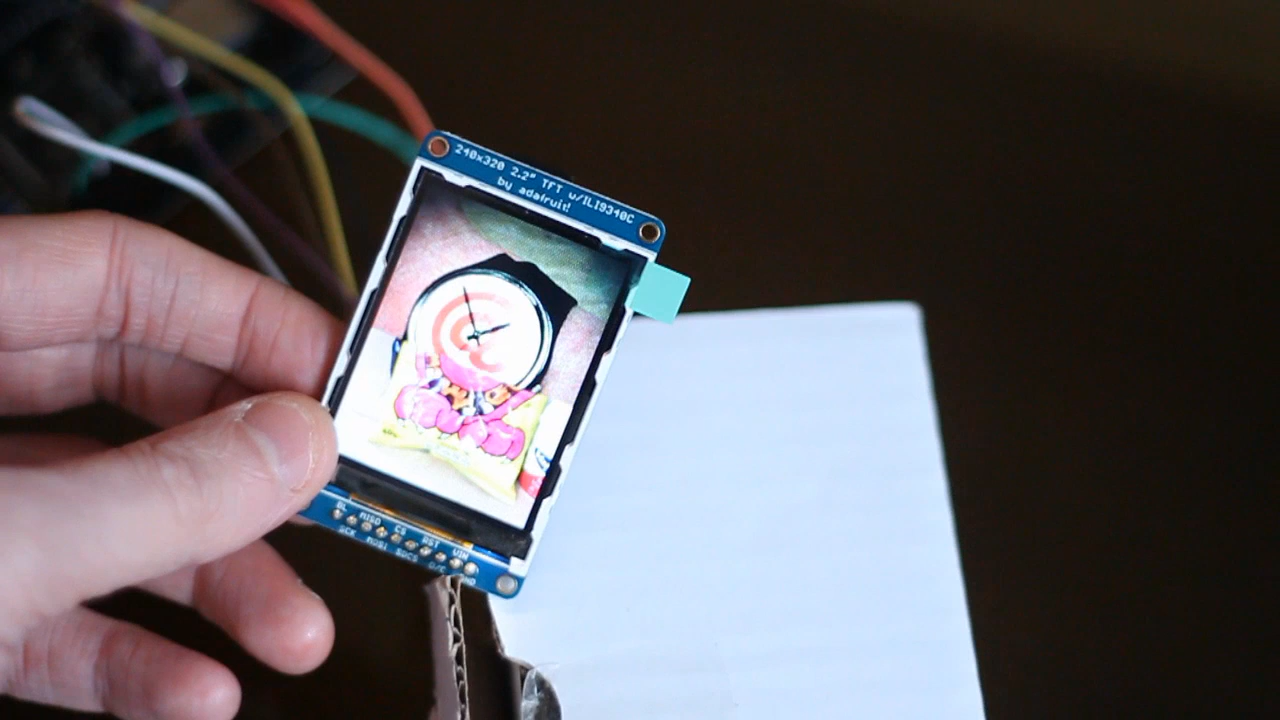 240x320 2.2" TFT w/ILI9340C
by adafruit!
BL MISO CS RST VIN
SCK MOSI SDCS D/C GND